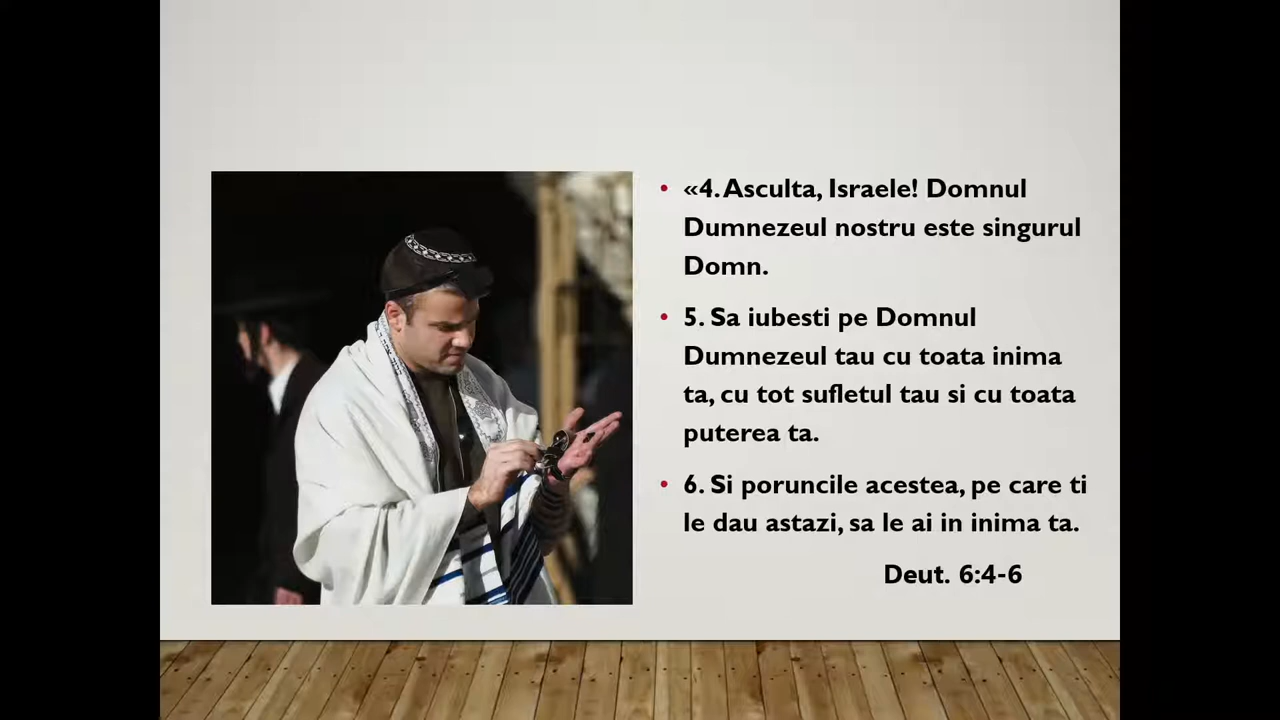 • «4. Asculta, Israele! Domnul
Dumnezeul nostru este singurul
Domn.
• 5. Sa iubesti pe Domnul
Dumnezeul tau cu toata inima
ta, cu tot sufletul tau si cu toata
puterea ta.
• 6. Si poruncile acestea, pe care ti
le dau astazi, sa le ai in inima ta.
Deut. 6:4-6